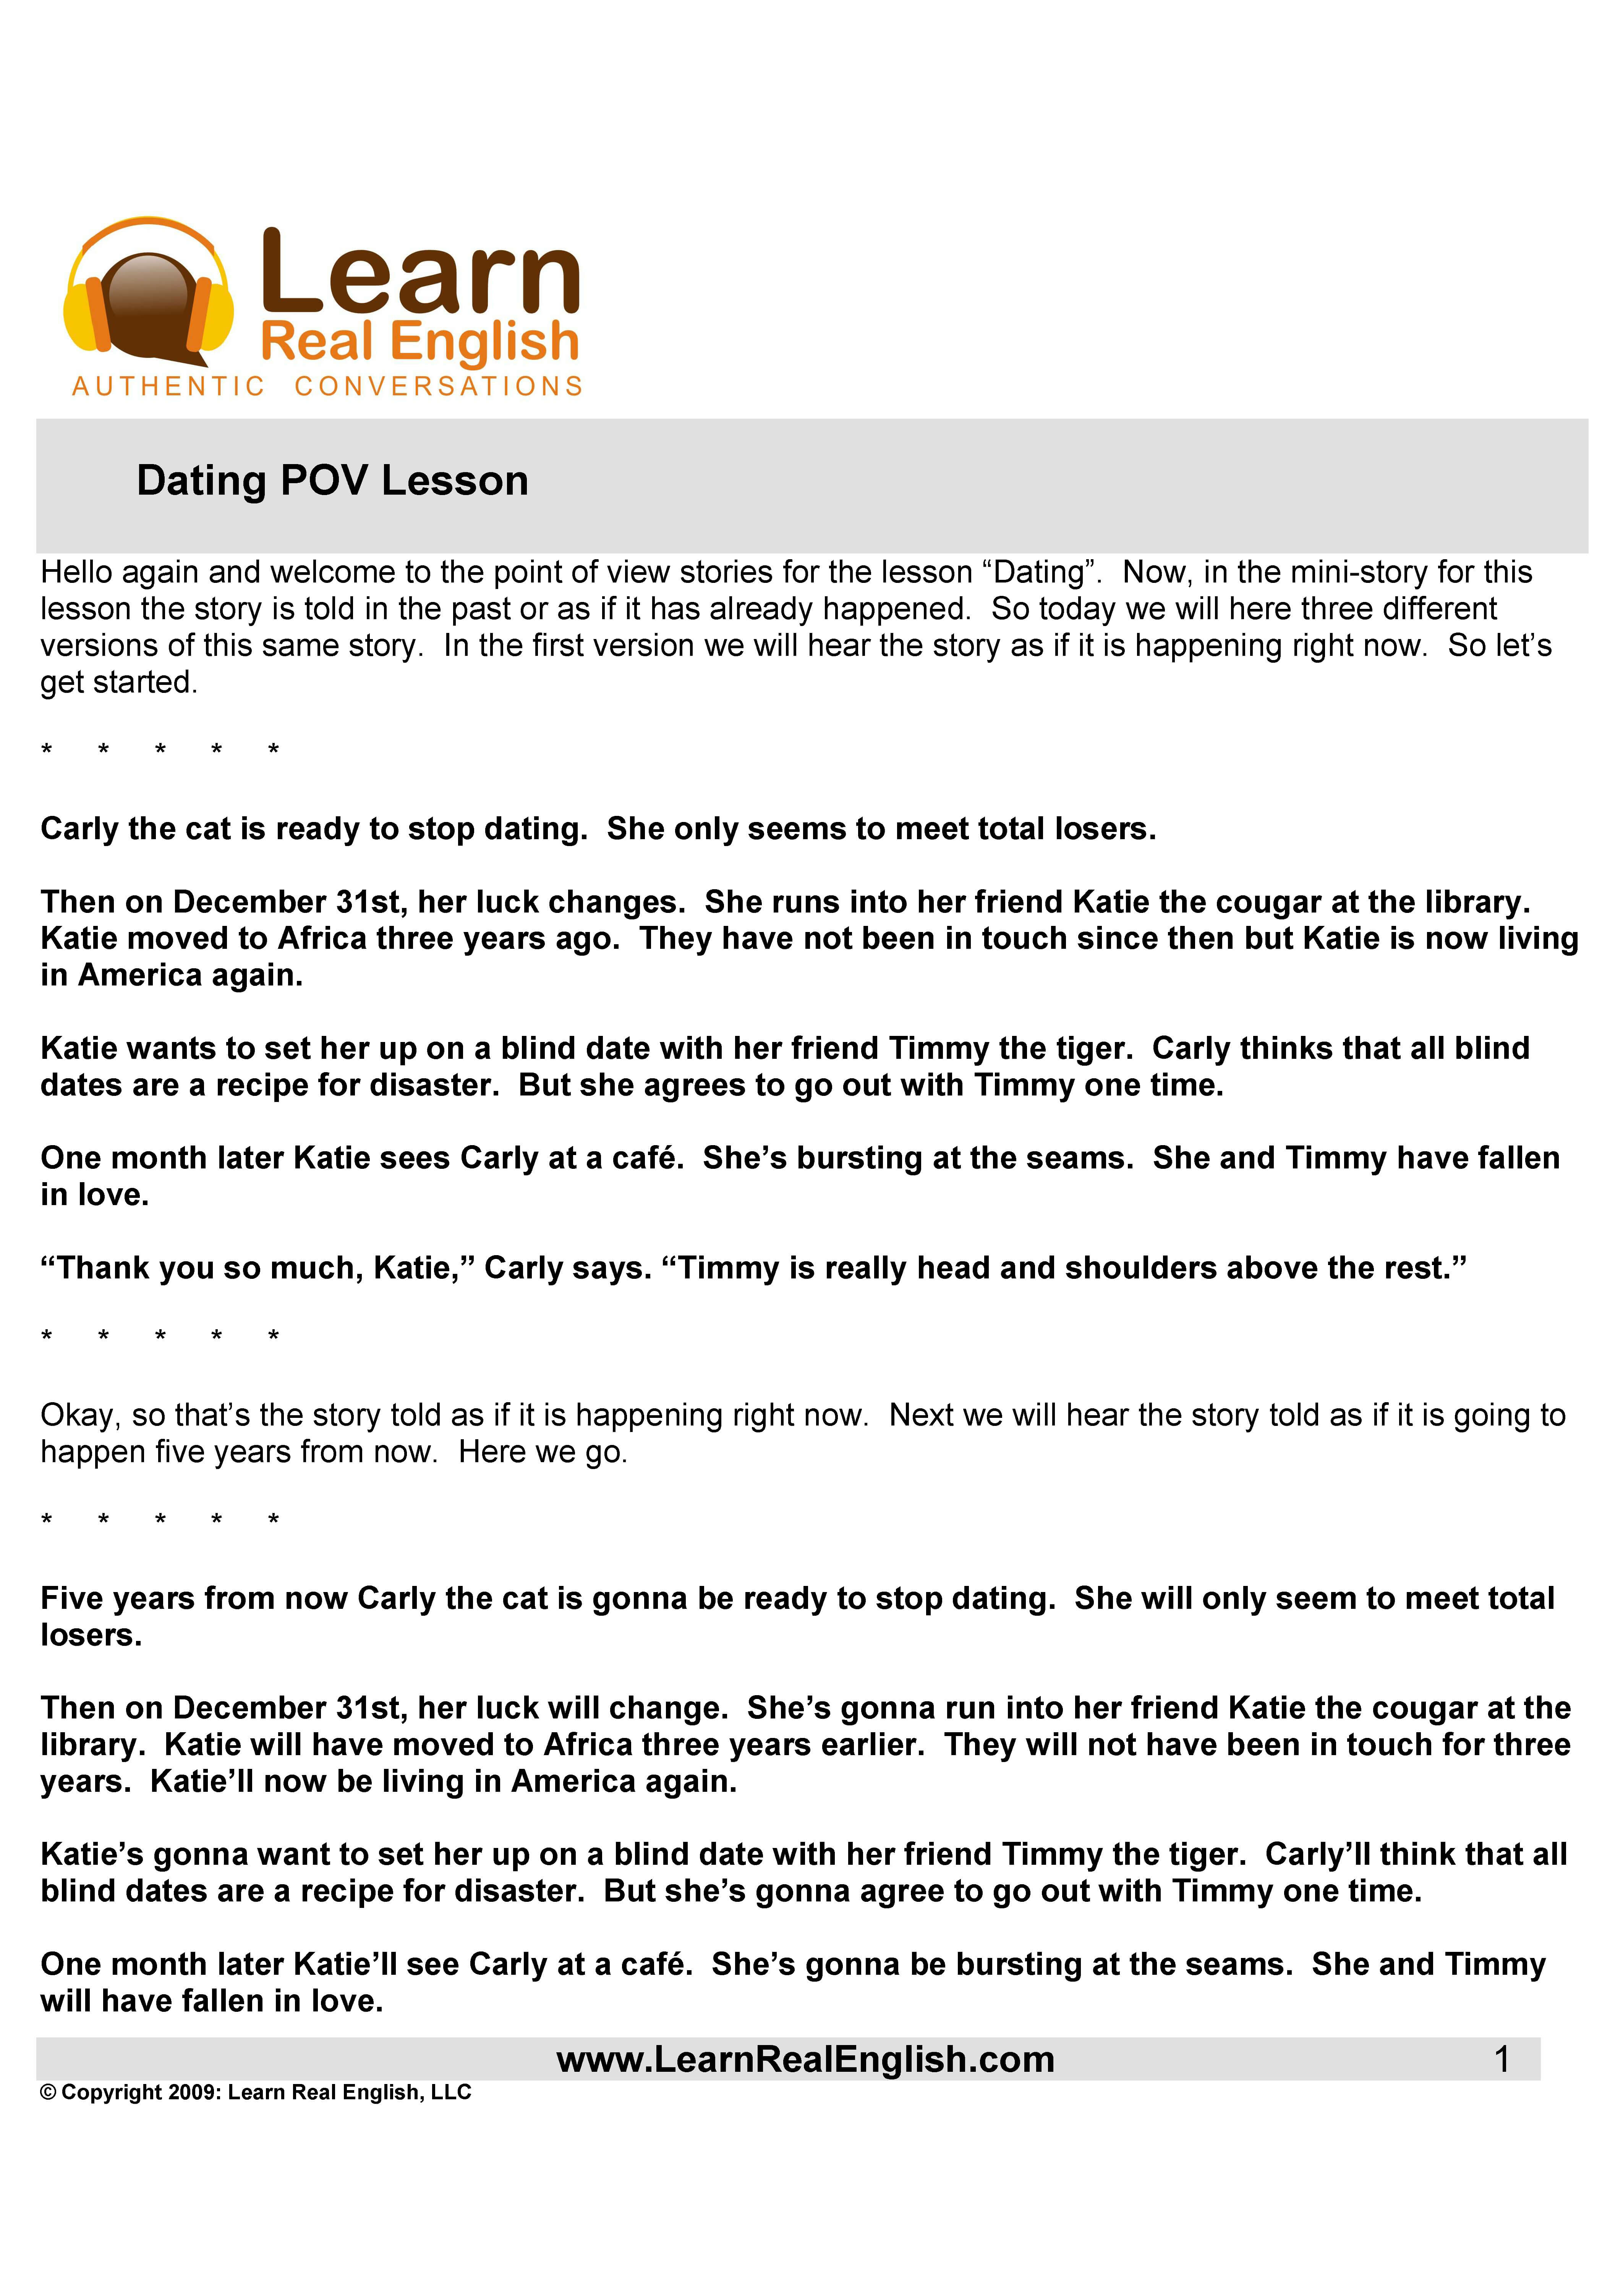 Learn
Real English
AUTHENTIC CONVERSATIONS
Dating POV Lesson
Hello again and welcome to the point of view stories for the lesson “Dating”.  Now, in the mini-story for this
lesson the story is told in the past or as if it has already happened.  So today we will here three different
versions of this same story.  In the first version we will hear the story as if it is happening right now.  So let’s
get started.
*     *     *     *     *
Carly the cat is ready to stop dating.  She only seems to meet total losers.
Then on December 31st, her luck changes.  She runs into her friend Katie the cougar at the library.
Katie moved to Africa three years ago.  They have not been in touch since then but Katie is now living
in America again.
Katie wants to set her up on a blind date with her friend Timmy the tiger.  Carly thinks that all blind
dates are a recipe for disaster.  But she agrees to go out with Timmy one time.
One month later Katie sees Carly at a café.  She’s bursting at the seams.  She and Timmy have fallen
in love.
“Thank you so much, Katie,” Carly says. “Timmy is really head and shoulders above the rest.”
*     *     *     *     *
Okay, so that’s the story told as if it is happening right now.  Next we will hear the story told as if it is going to
happen five years from now.  Here we go.
*     *     *     *     *
Five years from now Carly the cat is gonna be ready to stop dating.  She will only seem to meet total
losers.
Then on December 31st, her luck will change.  She’s gonna run into her friend Katie the cougar at the
library.  Katie will have moved to Africa three years earlier.  They will not have been in touch for three
years.  Katie’ll now be living in America again.
Katie’s gonna want to set her up on a blind date with her friend Timmy the tiger.  Carly’ll think that all
blind dates are a recipe for disaster.  But she’s gonna agree to go out with Timmy one time.
One month later Katie’ll see Carly at a café.  She’s gonna be bursting at the seams.  She and Timmy
will have fallen in love.
www.LearnRealEnglish.com 1
© Copyright 2009: Learn Real English, LLC